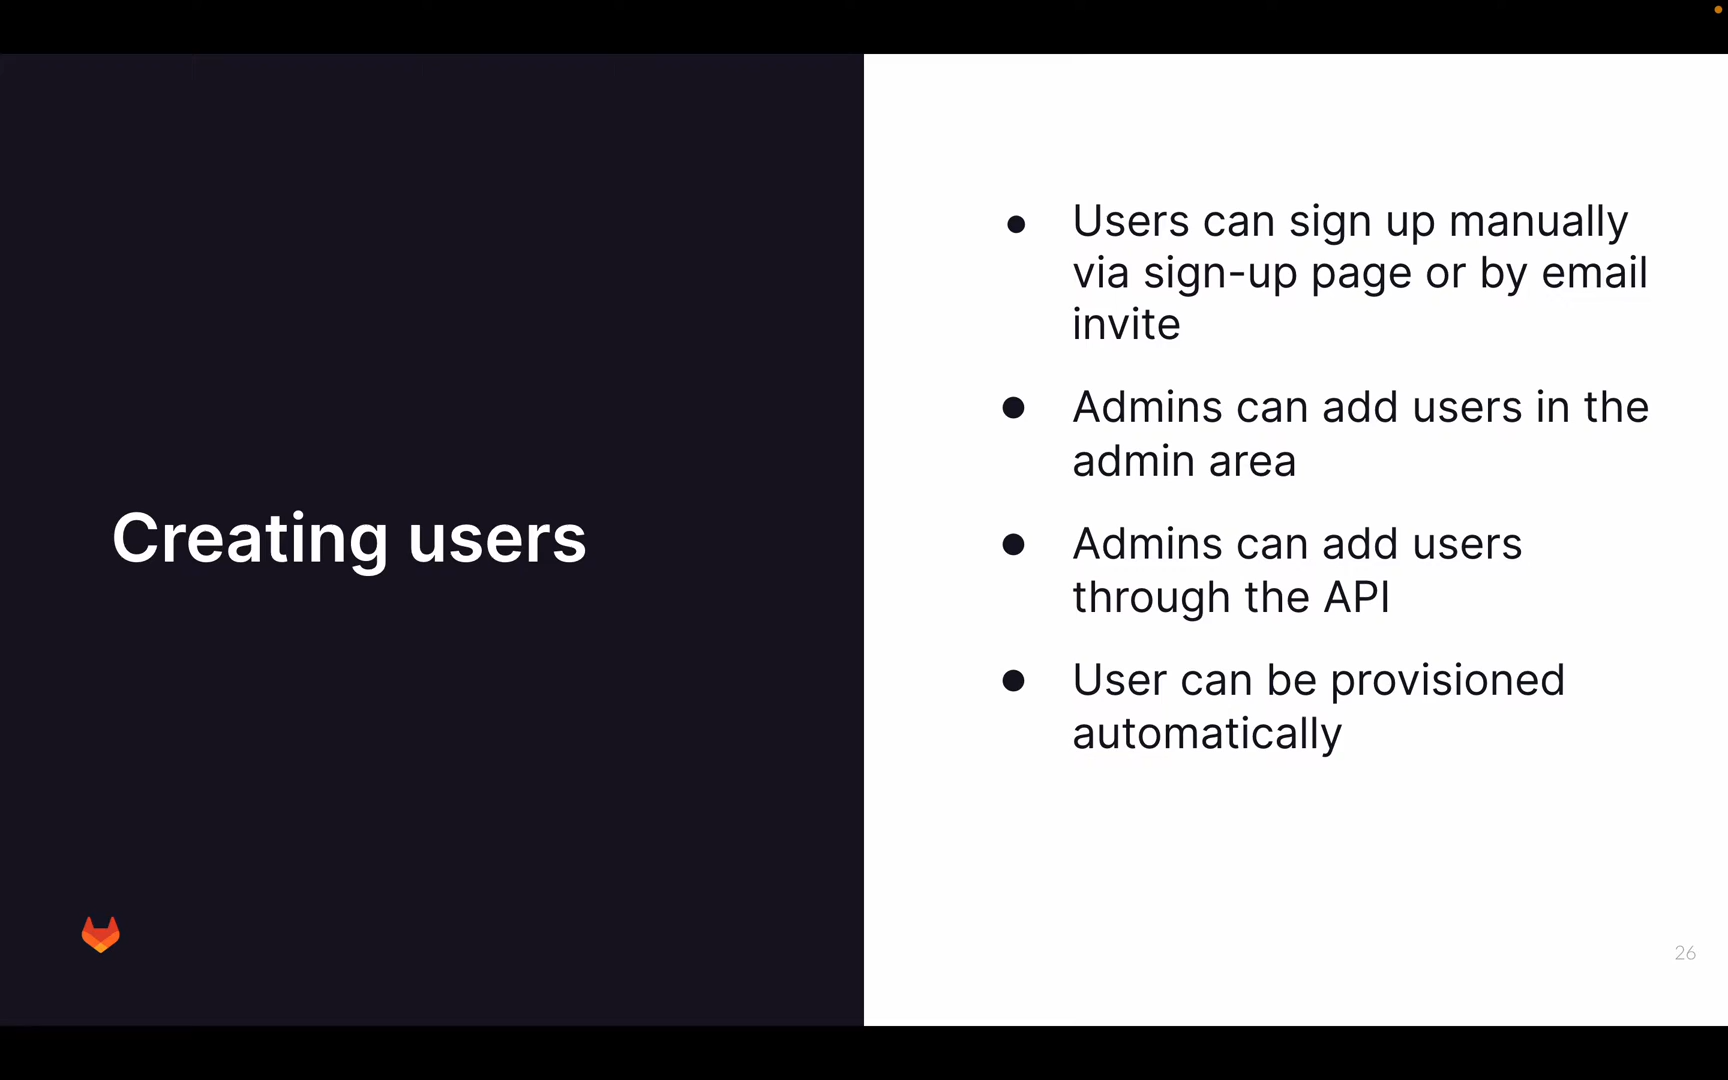 Creating users
● Users can sign up manually
via sign-up page or by email
invite
● Admins can add users in the
admin area
● Admins can add users
through the API
● User can be provisioned
automatically
26